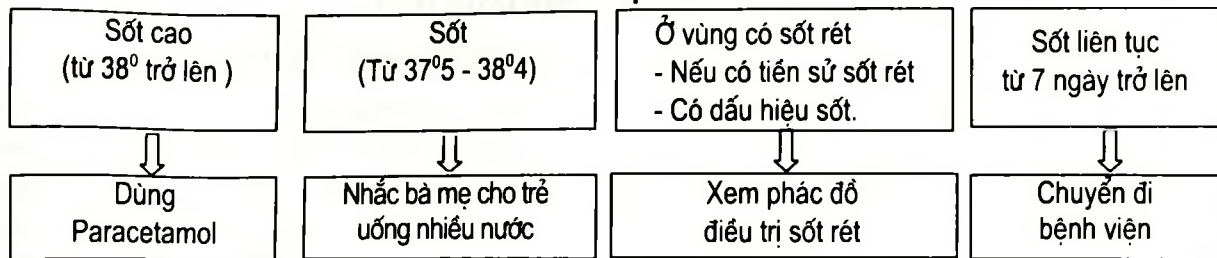 Sốt cao
(từ 38⁰ trở lên )
Sốt
(Từ 37⁰5 - 38⁰4)
Ở vùng có sốt rét
- Nếu có tiền sử sốt rét
- Có dấu hiệu sốt.
Sốt liên tục
từ 7 ngày trở lên
Dùng
Paracetamol
Nhắc bà mẹ cho trẻ
uống nhiều nước
Xem phác đồ
điều trị sốt rét
Chuyển đi
bệnh viện